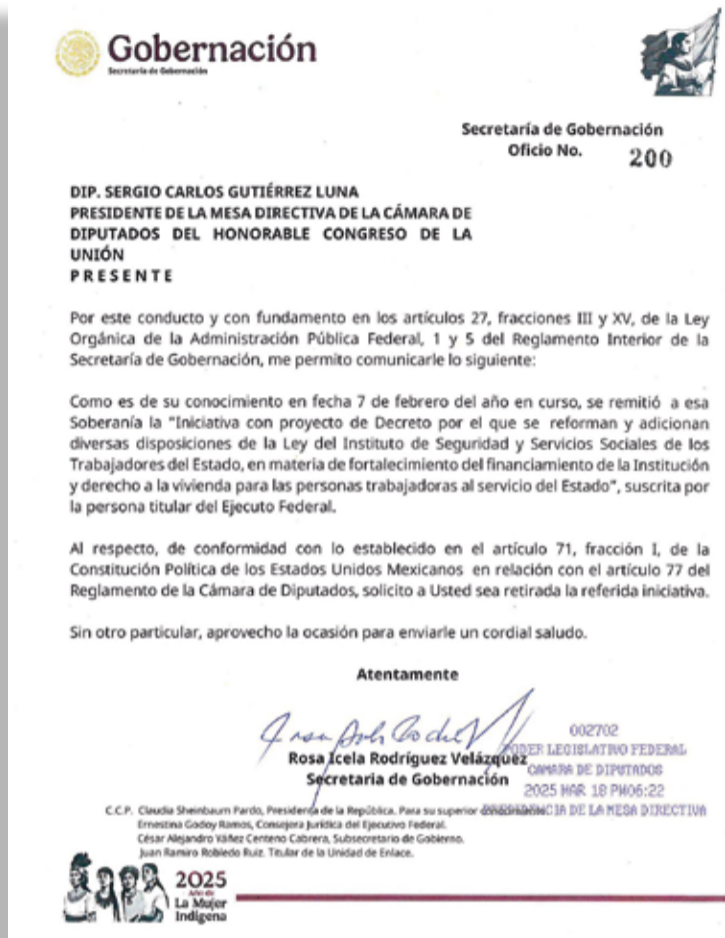 Gobernación
Secretaría de Gobernación
Secretaría de Gobernación
Oficio No. 200
DIP. SERGIO CARLOS GUTIÉRREZ LUNA
PRESIDENTE DE LA MESA DIRECTIVA DE LA CÁMARA DE
DIPUTADOS DEL HONORABLE CONGRESO DE LA
UNIÓN
P R E S E N T E
Por este conducto y con fundamento en los artículos 27, fracciones III y XV, de la Ley
Orgánica de la Administración Pública Federal, 1 y 5 del Reglamento Interior de la
Secretaría de Gobernación, me permito comunicarle lo siguiente:
Como es de su conocimiento en fecha 7 de febrero del año en curso, se remitió a esa
Soberanía la "Iniciativa con proyecto de Decreto por el que se reforman y adicionan
diversas disposiciones de la Ley del Instituto de Seguridad y Servicios Sociales de los
Trabajadores del Estado, en materia de fortalecimiento del financiamiento de la Institución
y derecho a la vivienda para las personas trabajadoras al servicio del Estado", suscrita por
la persona titular del Ejecuto Federal.
Al respecto, de conformidad con lo establecido en el artículo 71, fracción I, de la
Constitución Política de los Estados Unidos Mexicanos en relación con el artículo 77 del
Reglamento de la Cámara de Diputados, solicito a Usted sea retirada la referida iniciativa.
Sin otro particular, aprovecho la ocasión para enviarle un cordial saludo.
Atentamente
Rosa Icela Rodríguez Velázquez
Secretaria de Gobernación
002702
PODER LEGISLATIVO FEDERAL
CAMARA DE DIPUTADOS
2025 MAR 18 PM06:22
PRESIDENCIA DE LA MESA DIRECTIVA
C.C.P. Claudia Sheinbaum Pardo, Presidenta de la República. Para su superior conocimiento
Ernestina Godoy Ramos, Consejera Jurídica del Ejecutivo Federal.
César Alejandro Yáñez Centeno Cabrera, Subsecretario de Gobierno.
Juan Ramiro Robledo Ruiz. Titular de la Unidad de Enlace.
2025
Año de
La Mujer
Indígena